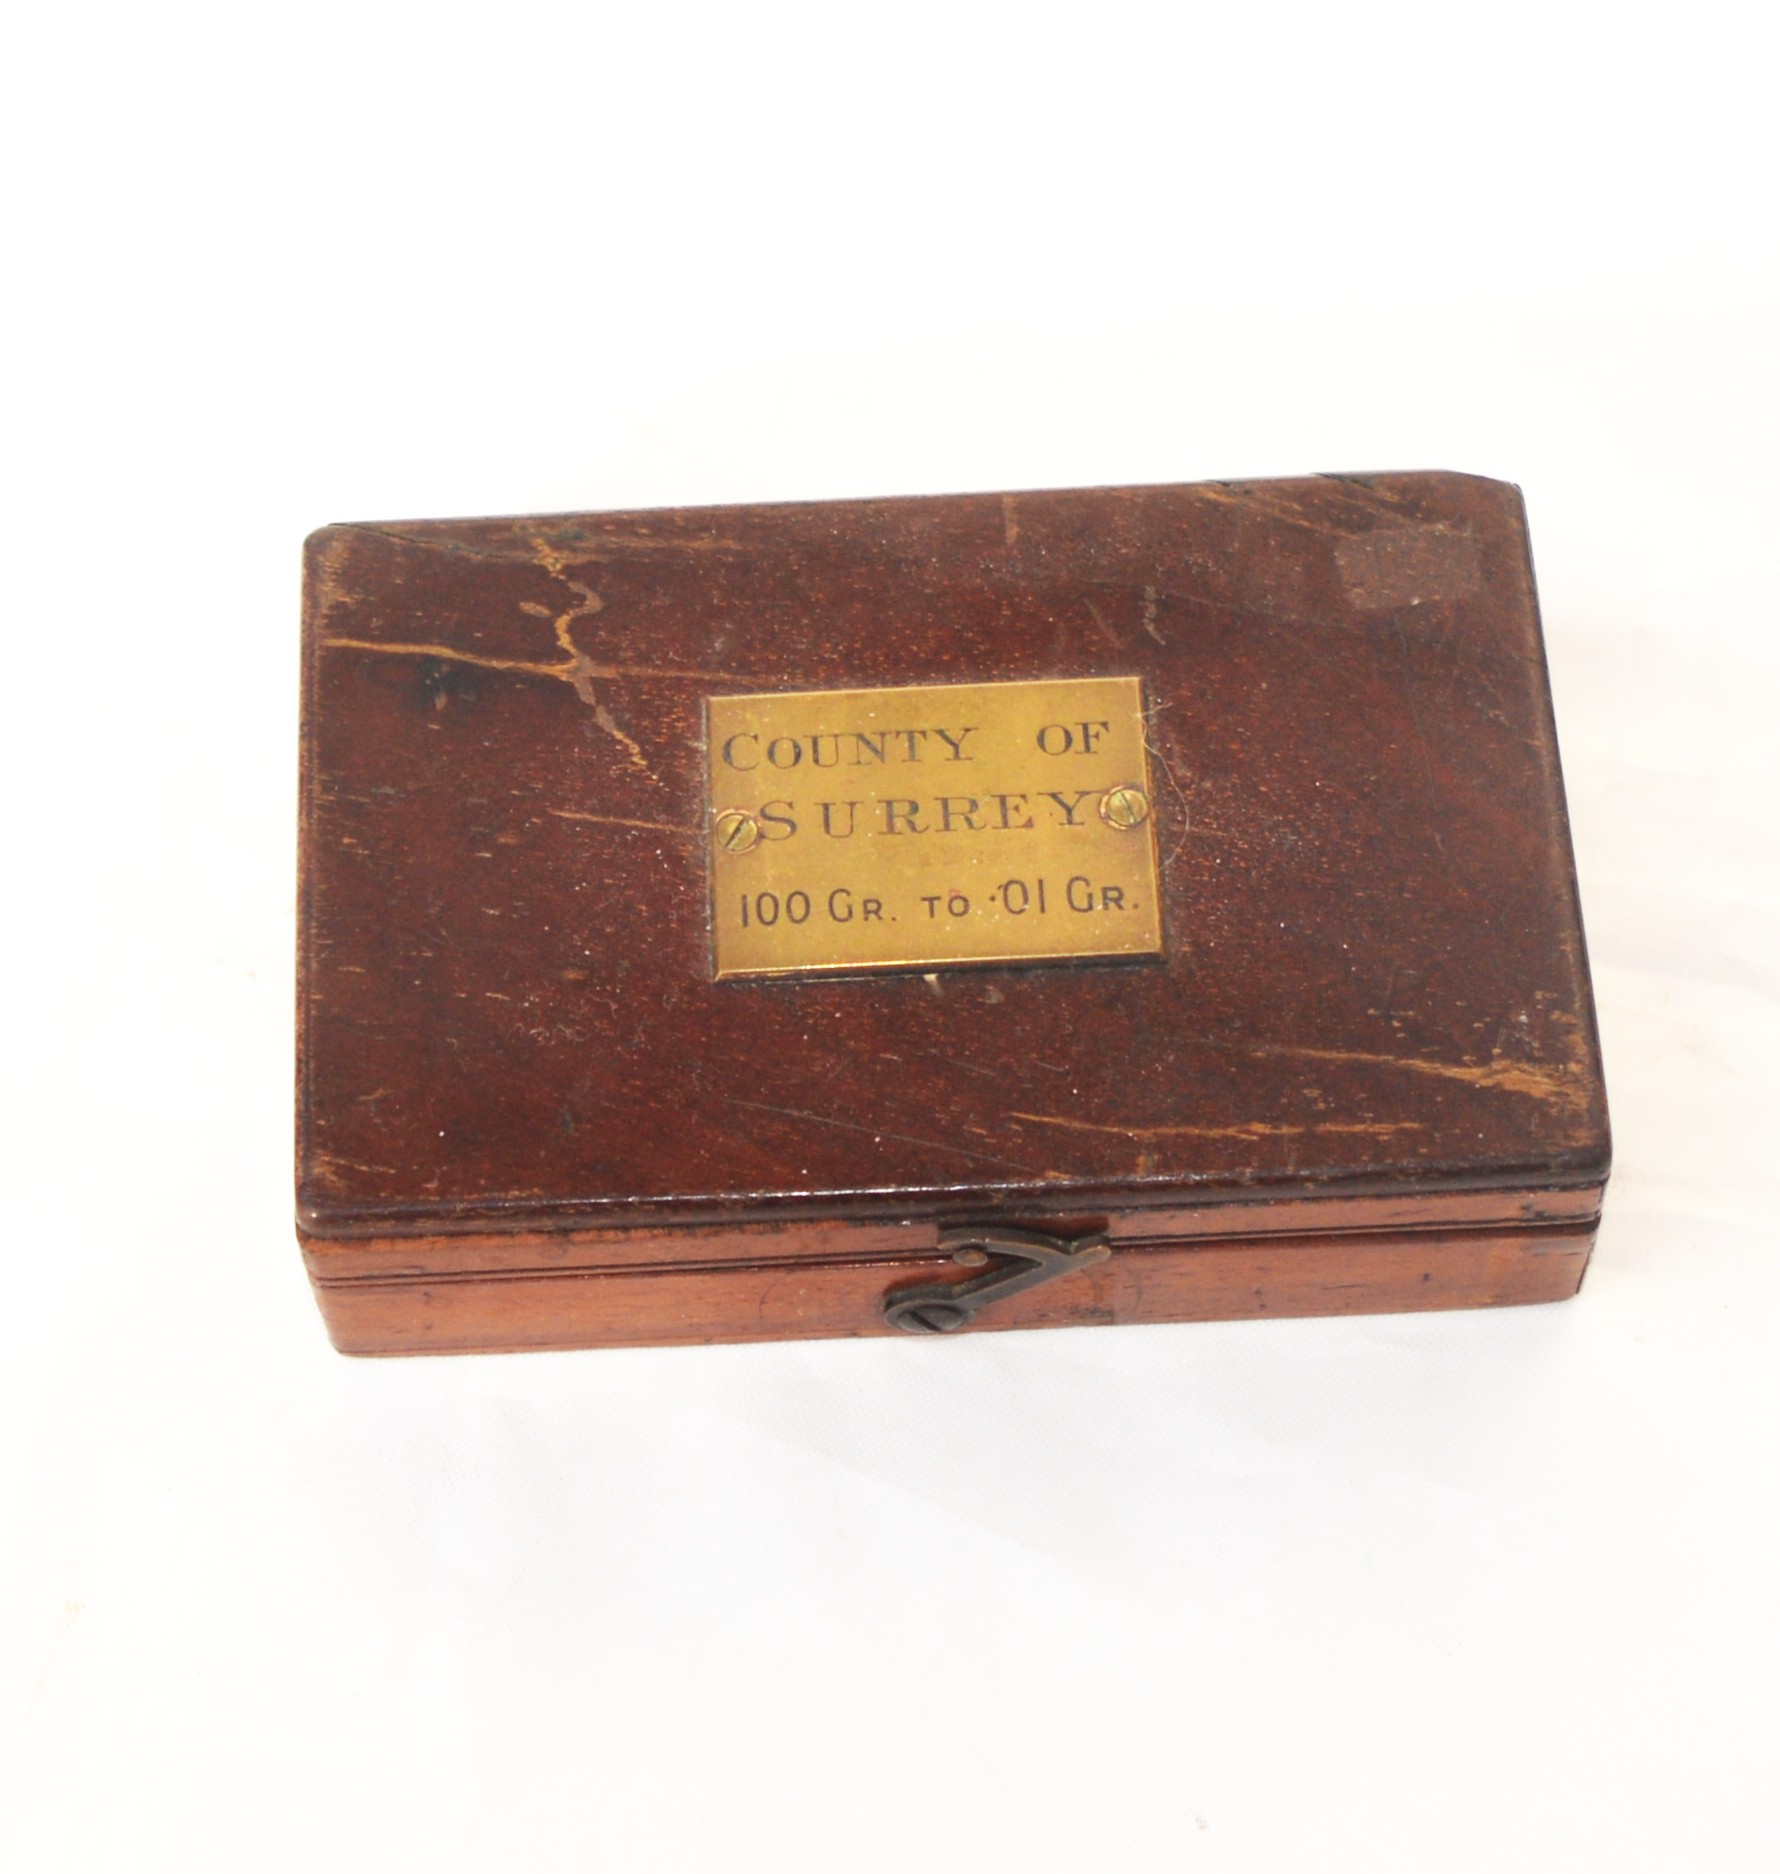 COUNTY OF
SURREY
100 GR. TO ·01 GR.